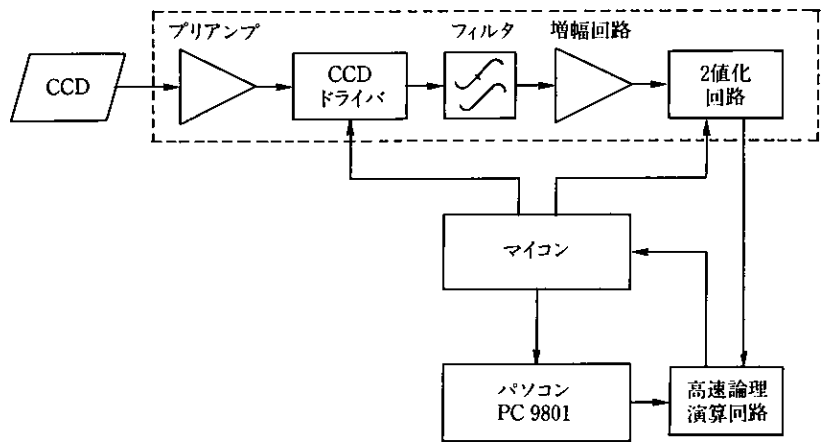 プリアンプ
フィルタ
増幅回路
CCD
CCD
ドライバ
2値化
回路
マイコン
パソコン
PC 9801
高速論理
演算回路